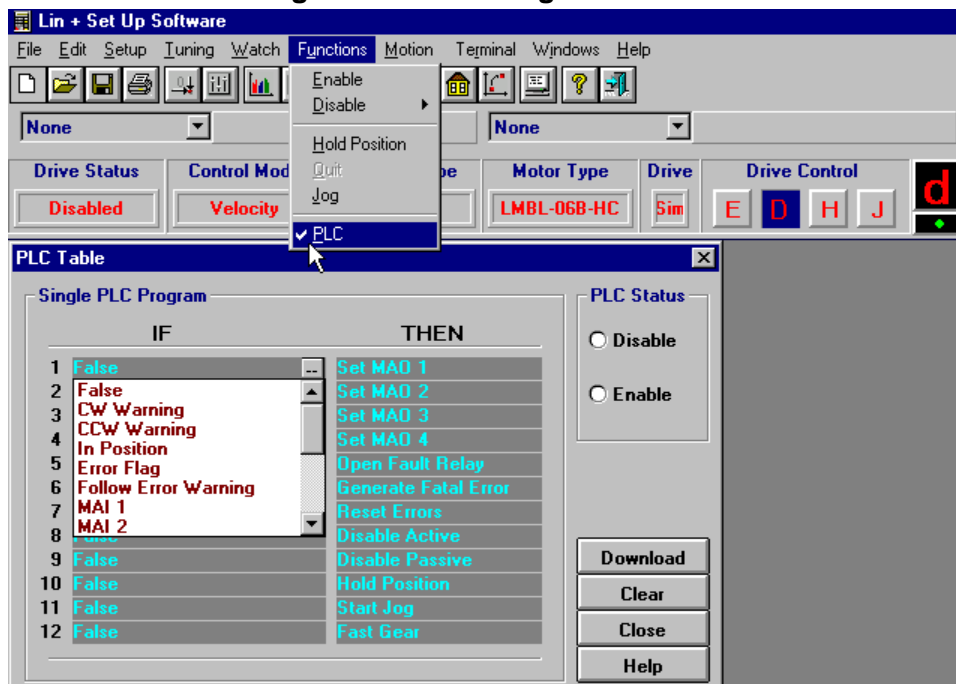 Lin + Set Up Software
File Edit Setup Tuning Watch Functions Motion Terminal Windows Help
Enable
Disable
Hold Position
Quit
Jog
PLC
None None
Drive Status Control Mod pe Motor Type Drive Drive Control
Disabled Velocity LMBL-06B-HC Sim E D H J d
PLC Table
Single PLC Program PLC Status
IF THEN
Disable
Enable
1 False -- Set MAO 1
2 Set MAO 2
3 Set MAO 3
4 Set MAO 4
5 Open Fault Relay
6 Generate Fatal Error
7 Reset Errors
8 Disable Active
9 False Disable Passive
10 False Hold Position
11 False Start Jog
12 False Fast Gear
False
CW Warning
CCW Warning
In Position
Error Flag
Follow Error Warning
MAI 1
MAI 2
Download
Clear
Close
Help